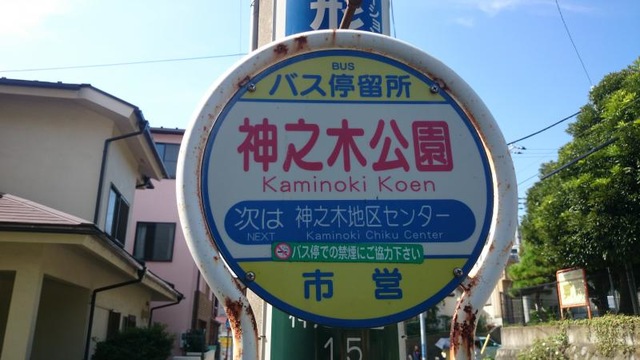 形
BUS
バス停留所
神之木公園
Kaminoki Koen
次は 神之木地区センター
NEXT Kaminoki Chiku Center
バス停での禁煙にご協力下さい
市営
15